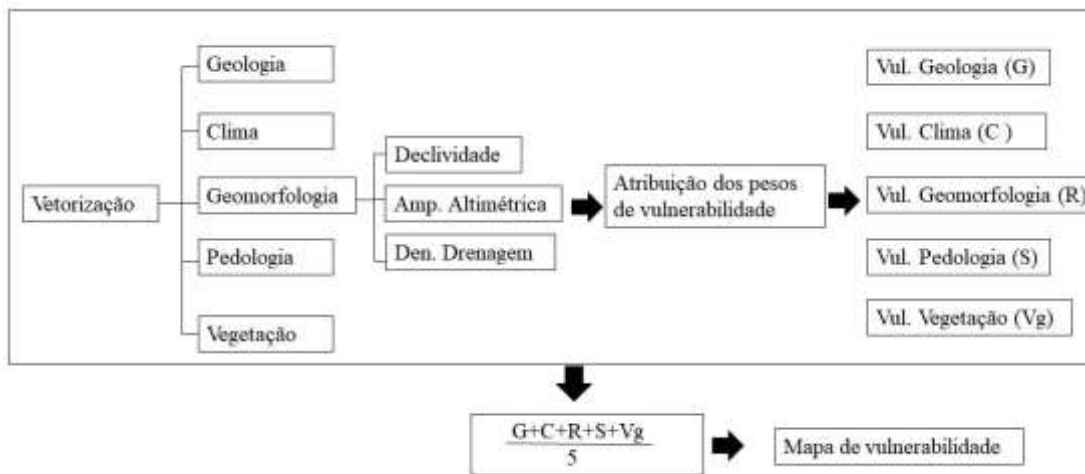 Vetorização
Geologia
Clima
Geomorfologia
Pedologia
Vegetação
Declividade
Amp. Altimétrica
Den. Drenagem
Atribuição dos pesos
de vulnerabilidade
Vul. Geologia (G)
Vul. Clima (C )
Vul. Geomorfologia (R)
Vul. Pedologia (S)
Vul. Vegetação (Vg)
G+C+R+S+Vg
5
Mapa de vulnerabilidade